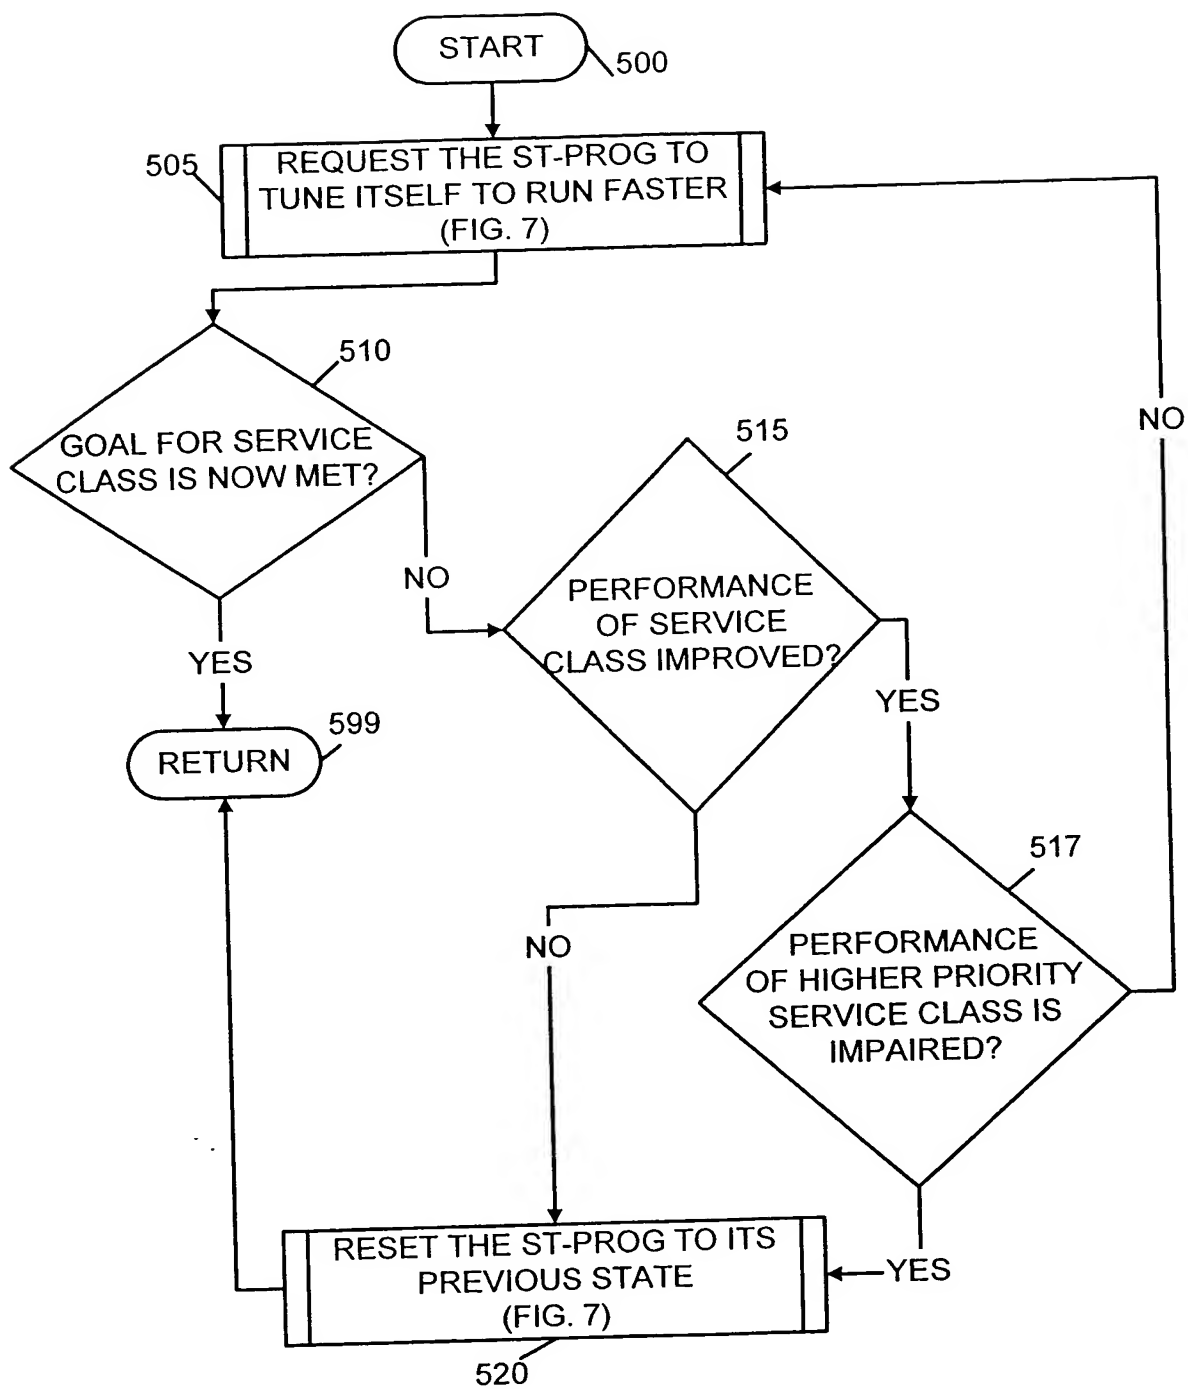 START
500
505
REQUEST THE ST-PROG TO
TUNE ITSELF TO RUN FASTER
(FIG. 7)
510
GOAL FOR SERVICE
CLASS IS NOW MET?
NO
515
PERFORMANCE
OF SERVICE
CLASS IMPROVED?
NO
YES
YES
599
RETURN
517
PERFORMANCE
OF HIGHER PRIORITY
SERVICE CLASS IS
IMPAIRED?
NO
RESET THE ST-PROG TO ITS
PREVIOUS STATE
(FIG. 7)
YES
520